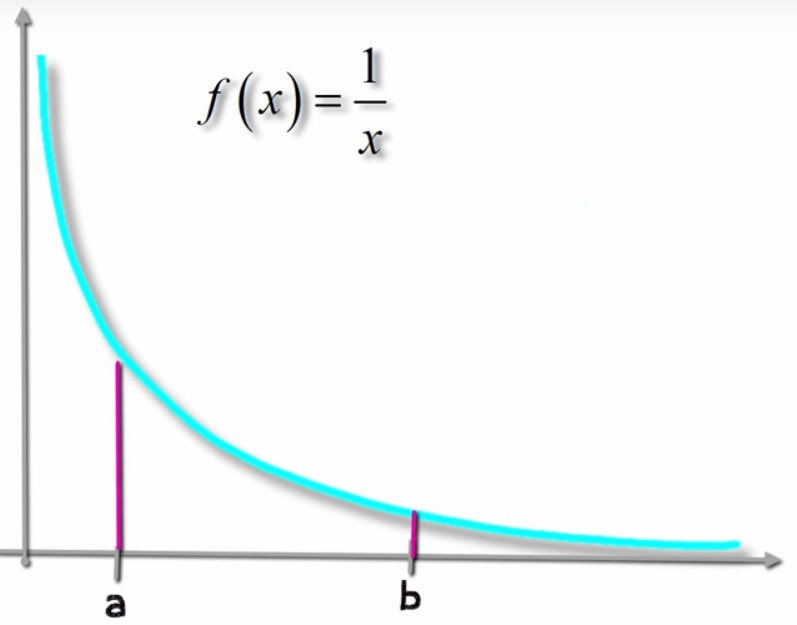 f(x) = 1/x
a
b